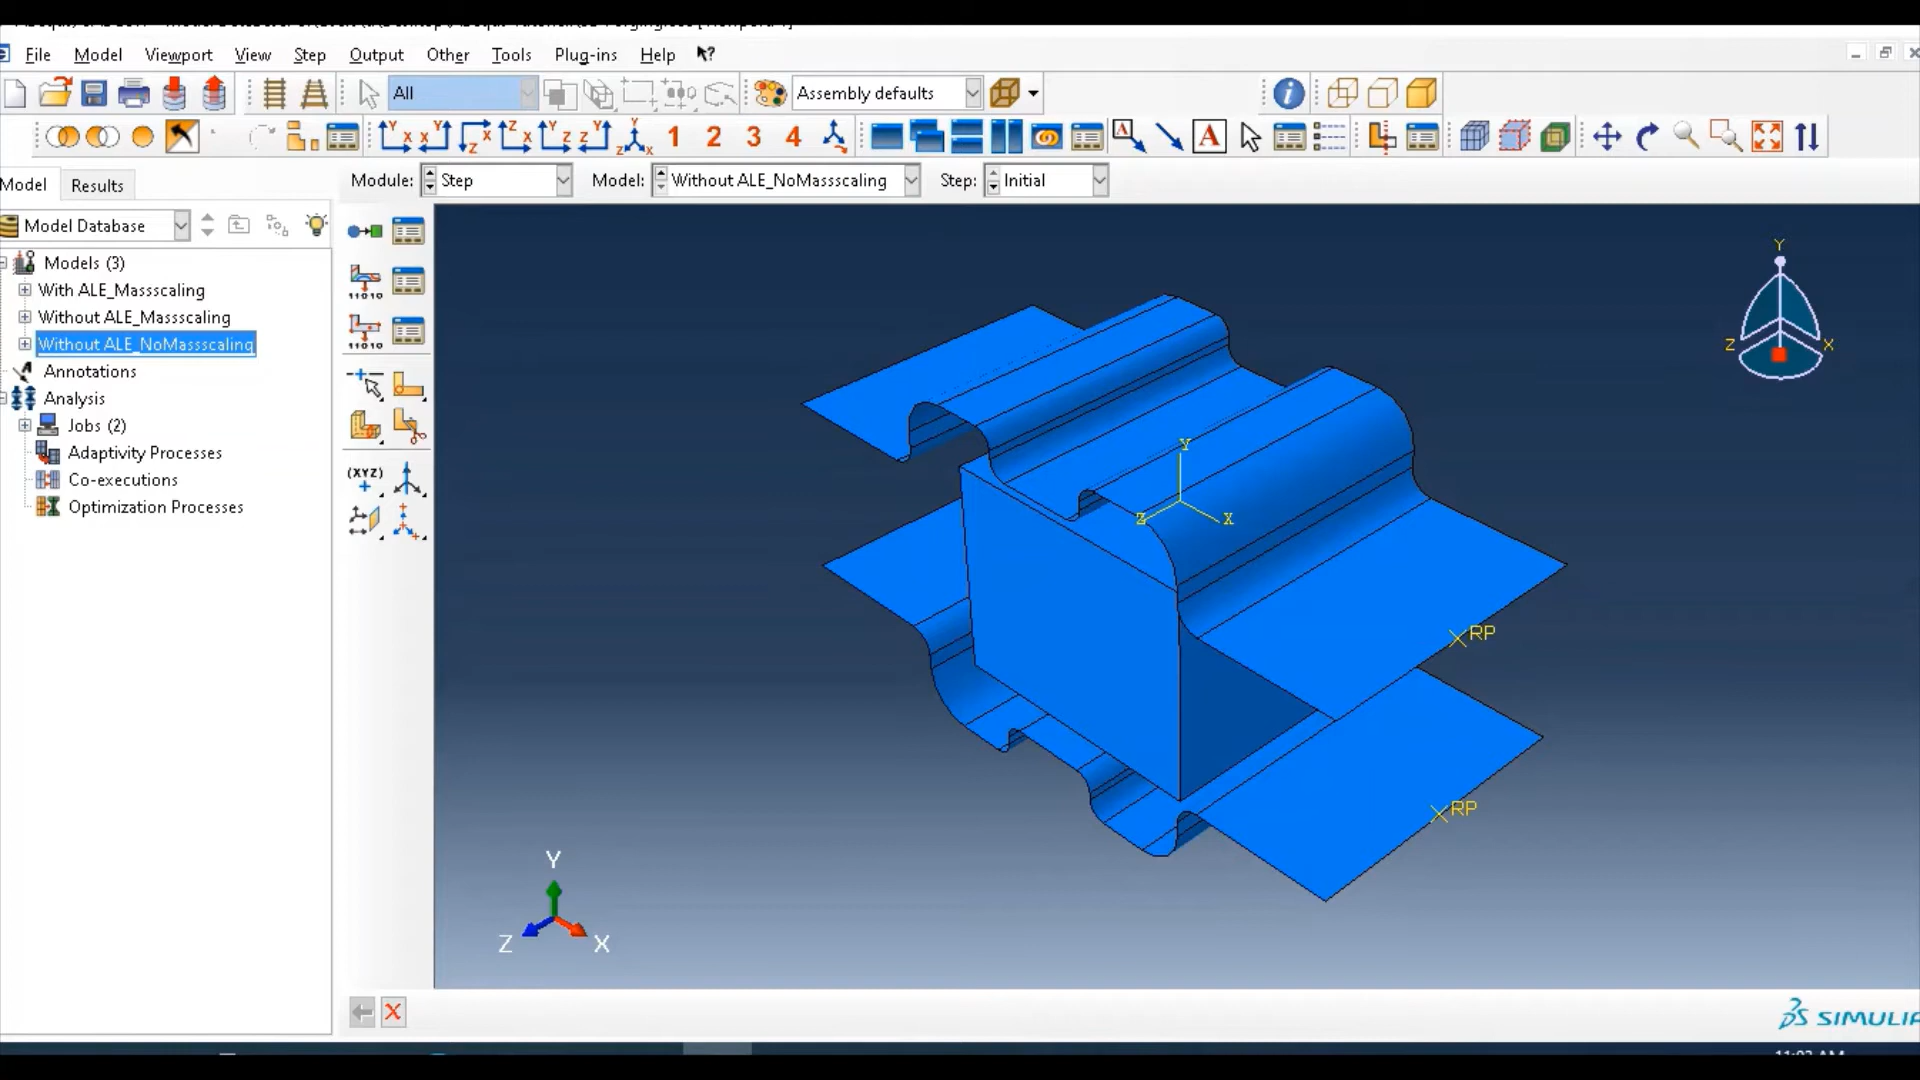 File Model Viewport View Step Output Other Tools Plug-ins Help
All Assembly defaults
1 2 3 4 A
Model Results Module: Step Model: Without ALE_NoMassscaling Step: Initial
Model Database
Models (3)
With ALE_Massscaling
Without ALE_Massscaling
Without ALE_NoMassscaling
Annotations
Analysis
Jobs (2)
Adaptivity Processes
Co-executions
Optimization Processes
(XYZ)
Y
Z X
Y
Z X
RP
RP
Y
Z X
SIMULIA